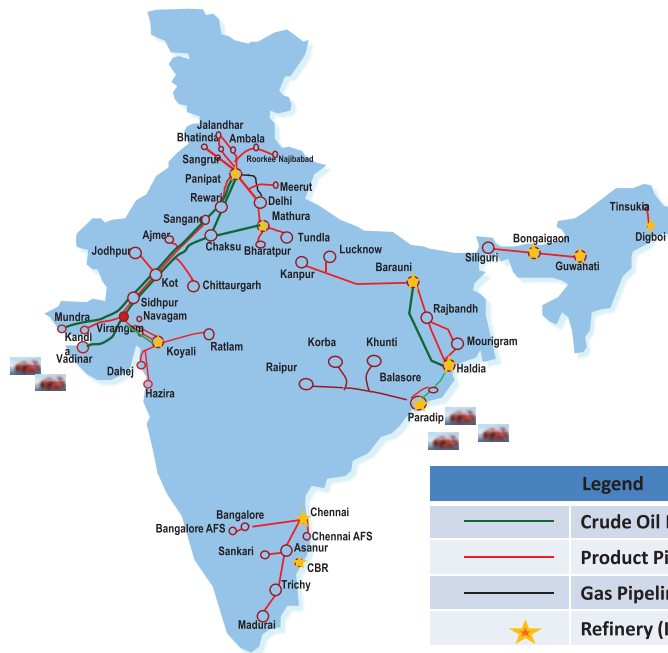 Jalandhar
Bhatinda
Ambala
Sangrur
Roorkee Najibabad
Panipat
Meerut
Rewari
Delhi
Sangane
Mathura
Ajmer
Chaksu
Bharatpur
Tundla
Jodhpur
Lucknow
Kanpur
Kot
Chittaurgarh
Barauni
Siliguri
Bongaigaon
Guwahati
Tinsukia
Digboi
Sidhpur
Mundra
Navagam
Viramgam
Kandl
a
Vadinar
Koyali
Ratlam
Dahej
Hazira
Rajbandh
Mourigram
Haldia
Korba
Khunti
Raipur
Balasore
Paradip
Bangalore
Bangalore AFS
Chennai
Chennai AFS
Sankari
Asanur
CBR
Trichy
Madurai
Legend
Crude Oil
Product Pi
Gas Pipelin
Refinery (